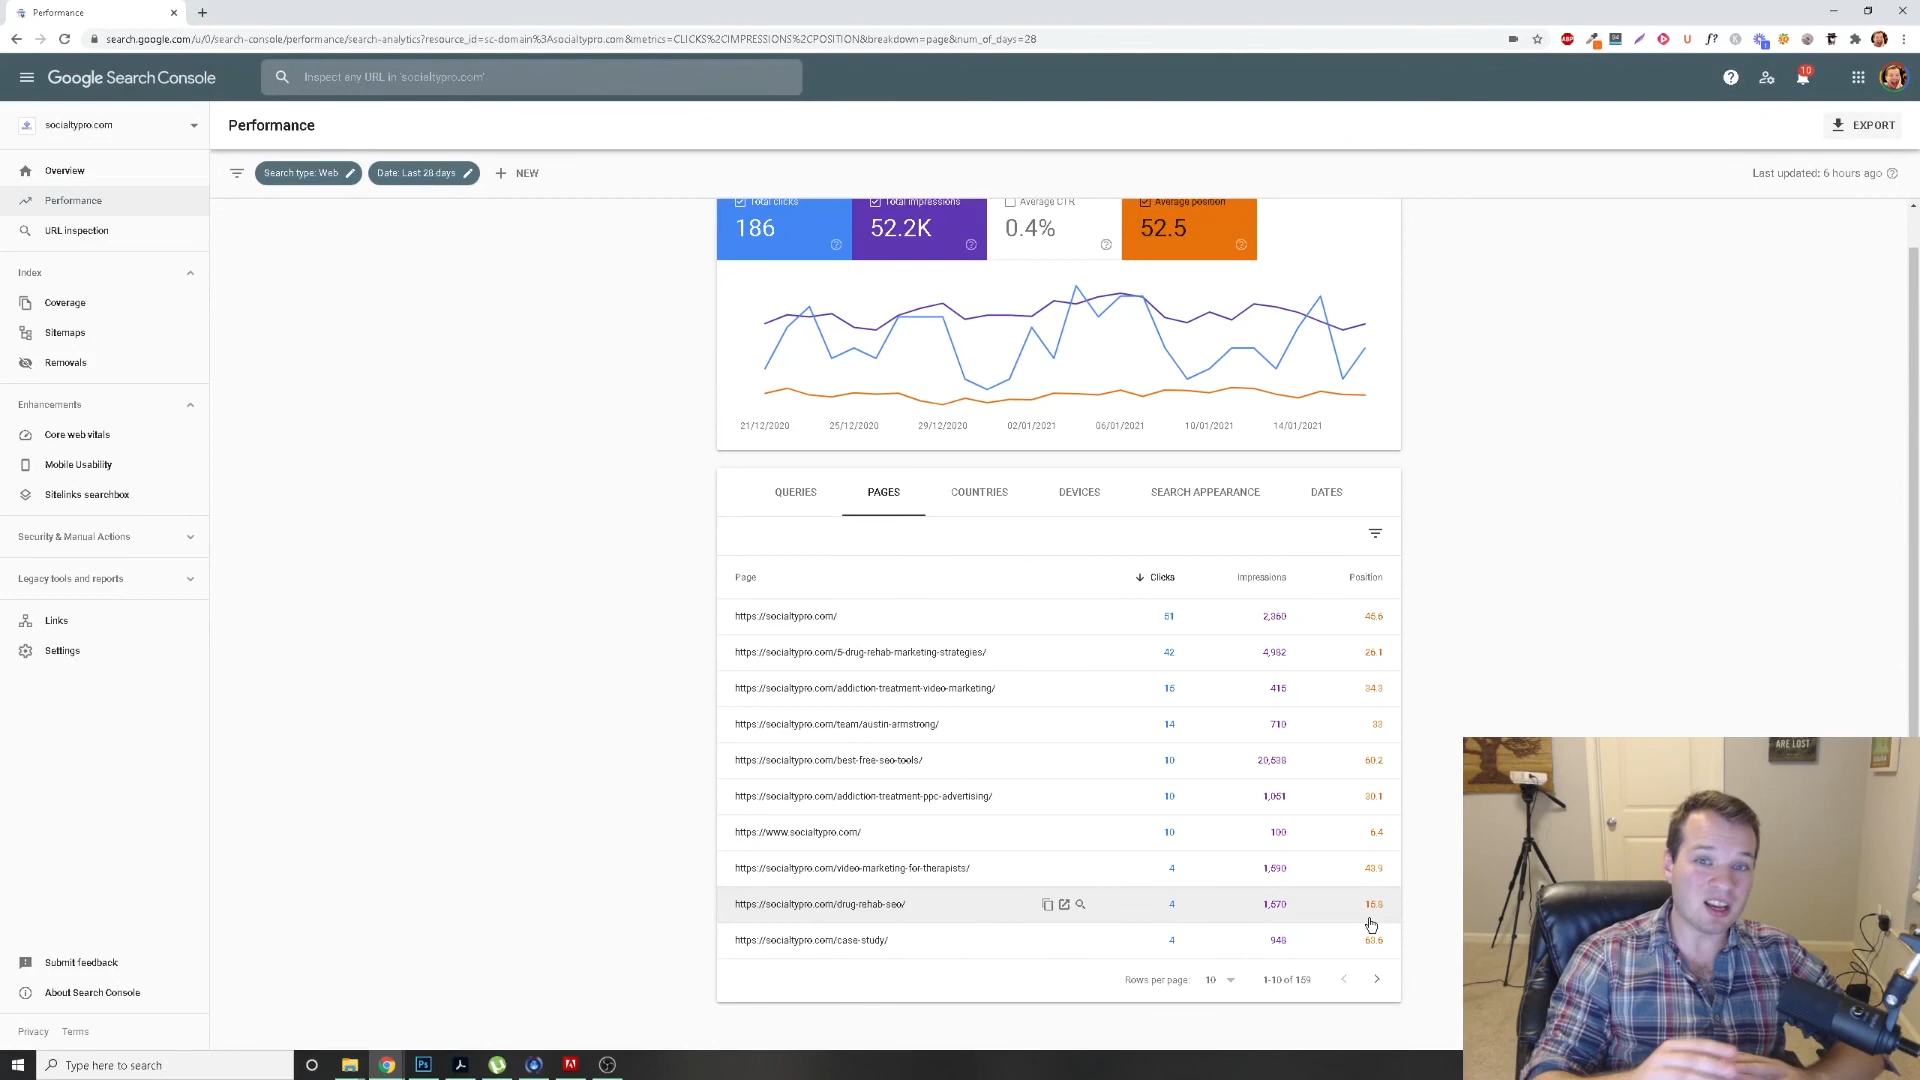 Performance
search.google.com/u/0/search-console/performance/search-analytics?resource_id=sc-domain%3Asocialtypro.com&metrics=CLICKS%2CIMPRESSIONS%2CPOSITION&breakdown=page&num_of_days=28
Google Search Console
Inspect any URL in 'socialtypro.com'
10
socialtypro.com
Performance
EXPORT
Search type: Web
Date: Last 28 days
NEW
Last updated: 6 hours ago
Overview
Performance
URL inspection
Index
Coverage
Sitemaps
Removals
Enhancements
Core web vitals
Mobile Usability
Sitelinks searchbox
Security & Manual Actions
Legacy tools and reports
Links
Settings
Submit feedback
About Search Console
Privacy Terms
Total clicks Total impressions Average CTR Average position
186 52.2K 0.4% 52.5
21/12/2020 25/12/2020 29/12/2020 02/01/2021 06/01/2021 10/01/2021 14/01/2021
QUERIES PAGES COUNTRIES DEVICES SEARCH APPEARANCE DATES
Page Clicks Impressions Position
https://socialtypro.com/ 51 2,360 45.6
https://socialtypro.com/5-drug-rehab-marketing-strategies/ 42 4,982 26.1
https://socialtypro.com/addiction-treatment-video-marketing/ 15 415 34.3
https://socialtypro.com/team/austin-armstrong/ 14 710 33
https://socialtypro.com/best-free-seo-tools/ 10 20,538 60.2
https://socialtypro.com/addiction-treatment-ppc-advertising/ 10 1,051 30.1
https://www.socialtypro.com/ 10 100 6.4
https://socialtypro.com/video-marketing-for-therapists/ 4 1,590 43.9
https://socialtypro.com/drug-rehab-seo/ 4 1,570 15.8
https://socialtypro.com/case-study/ 4 948 63.6
Rows per page: 10 1-10 of 159
ARE LOST
Type here to search